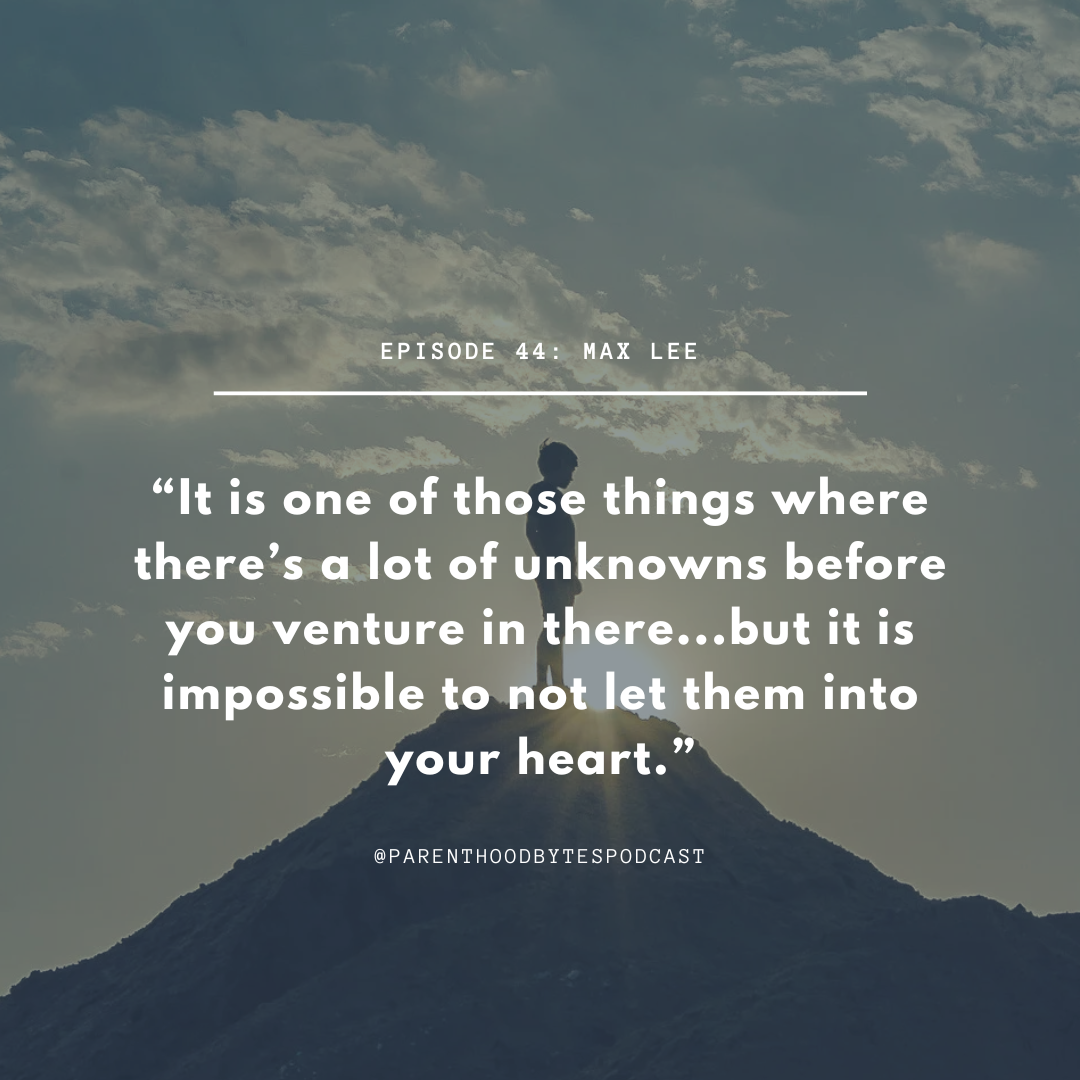 EPISODE 44: MAX LEE
“It is one of those things where
there’s a lot of unknowns before
you venture in there...but it is
impossible to not let them into
your heart.”
@PARENTHOODBYTESPODCAST